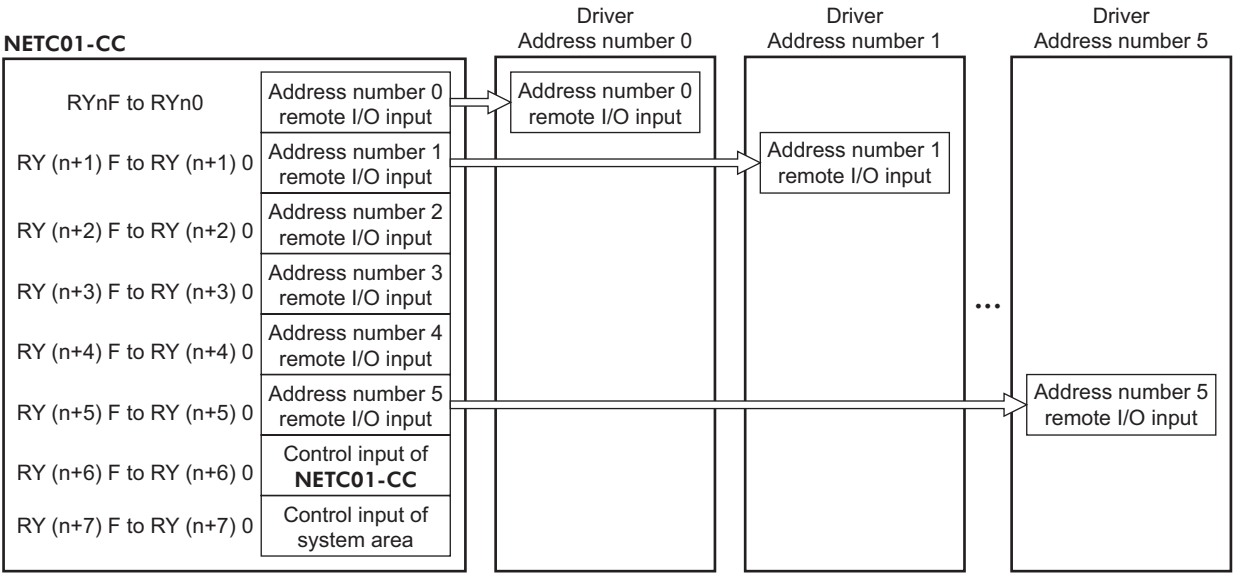 NETC01-CC
Driver
Address number 0
Driver
Address number 1
Driver
Address number 5
RYnF to RYn0
Address number 0
remote I/O input
Address number 0
remote I/O input
RY (n+1) F to RY (n+1) 0
Address number 1
remote I/O input
Address number 1
remote I/O input
RY (n+2) F to RY (n+2) 0
Address number 2
remote I/O input
RY (n+3) F to RY (n+3) 0
Address number 3
remote I/O input
...
RY (n+4) F to RY (n+4) 0
Address number 4
remote I/O input
RY (n+5) F to RY (n+5) 0
Address number 5
remote I/O input
Address number 5
remote I/O input
RY (n+6) F to RY (n+6) 0
Control input of
NETC01-CC
RY (n+7) F to RY (n+7) 0
Control input of
system area